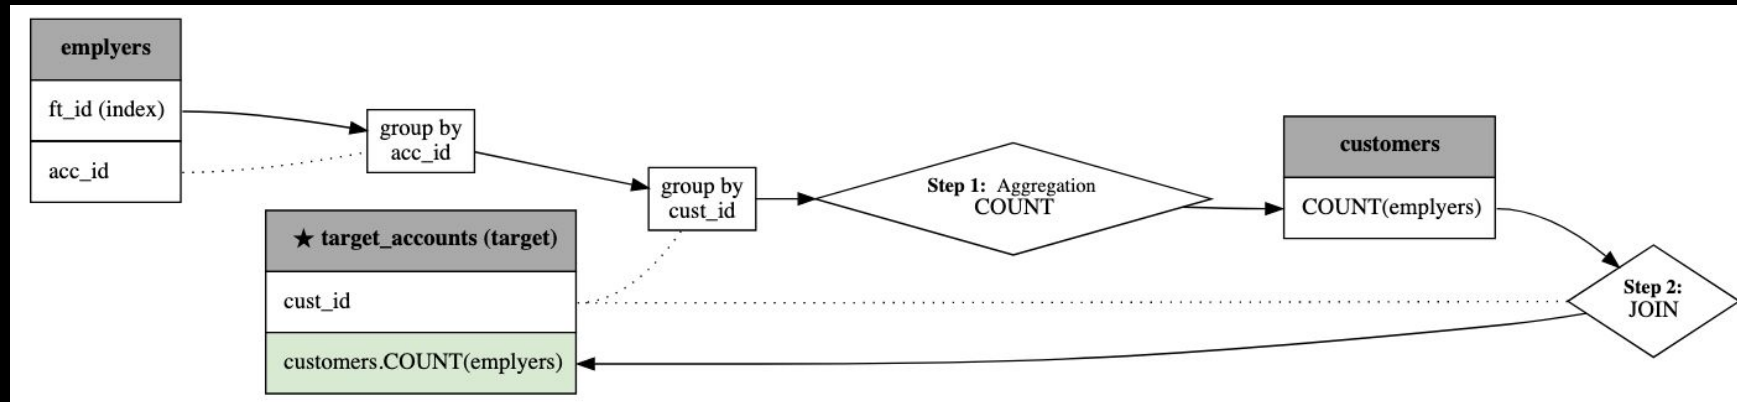 emplyers
ft_id (index)
acc_id
group by
acc_id
group by
cust_id
★ target_accounts (target)
cust_id
customers.COUNT(emplyers)
Step 1: Aggregation
COUNT
customers
COUNT(emplyers)
Step 2:
JOIN